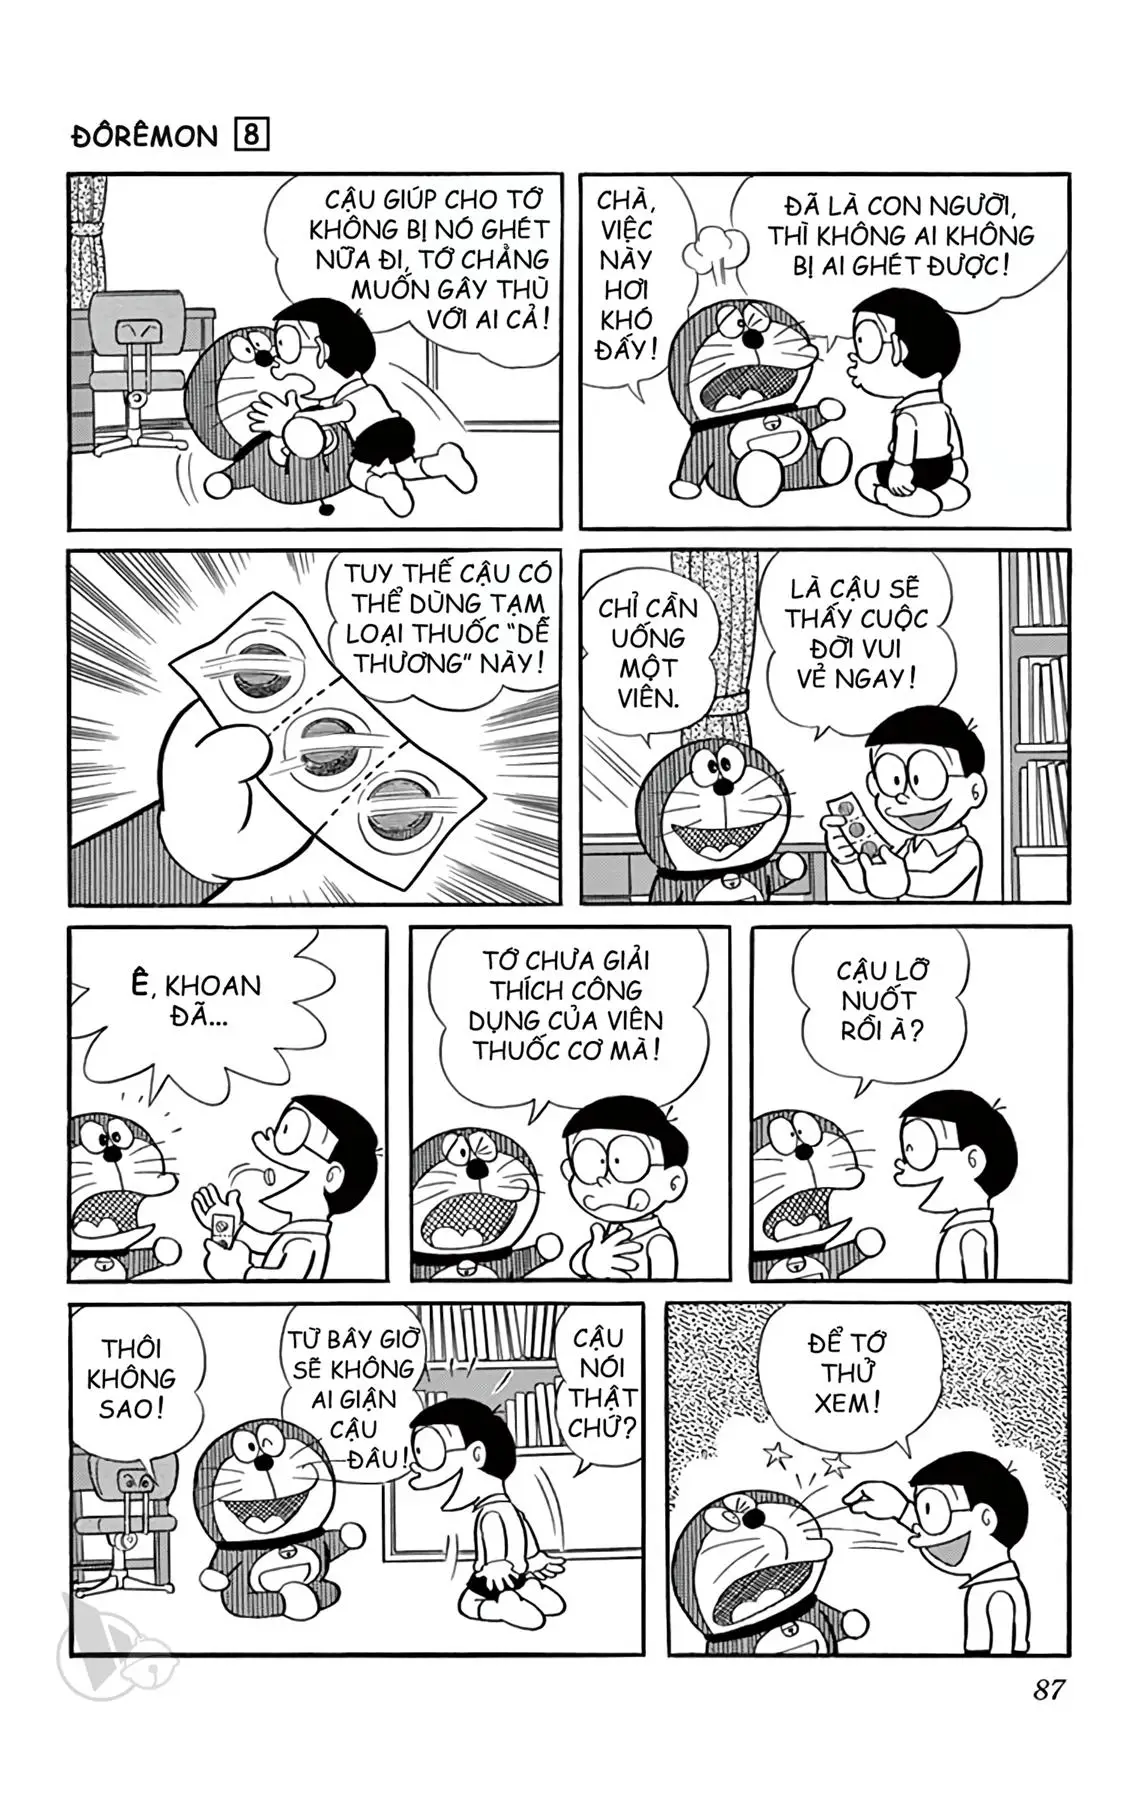 ĐÔRÊMON 8
CẬU GIÚP CHO TỚ
KHÔNG BỊ NÓ GHÉT
NỮA ĐI, TỚ CHẲNG
MUỐN GÂY THÙ
VỚI AI CẢ!
CHÀ,
VIỆC
NÀY
HƠI
KHÓ
ĐẤY!
ĐÃ LÀ CON NGƯỜI,
THÌ KHÔNG AI KHÔNG
BỊ AI GHÉT ĐƯỢC!
TUY THẾ CẬU CÓ
THỂ DÙNG TẠM
LOẠI THUỐC "DỄ
THƯƠNG" NÀY!
CHỈ CẦN
UỐNG
MỘT
VIÊN.
LÀ CẬU SẼ
THẤY CUỘC
ĐỜI VUI
VẺ NGAY!
Ê, KHOAN
ĐÃ...
TỚ CHƯA GIẢI
THÍCH CÔNG
DỤNG CỦA VIÊN
THUỐC CƠ MÀ!
CẬU LỠ
NUỐT
RỒI À?
THÔI
KHÔNG
SAO!
TỪ BÂY GIỜ
SẼ KHÔNG
AI GIẬN
CẬU
ĐÂU!
CẬU
NÓI
THẬT
CHỨ?
ĐỂ TỚ
THỬ
XEM!
87